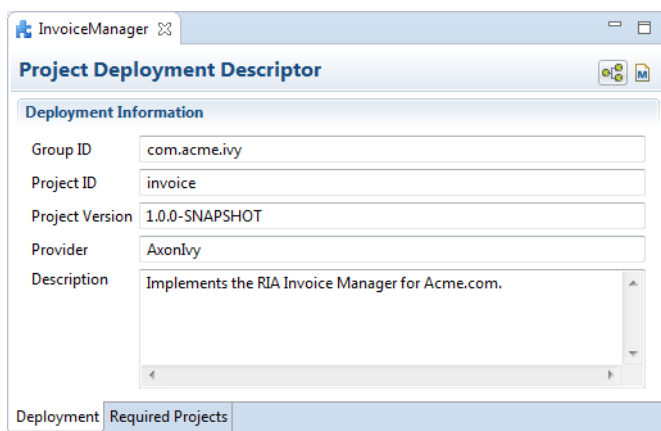 InvoiceManager
Project Deployment Descriptor
M
Deployment Information
Group ID com.acme.ivy
Project ID invoice
Project Version 1.0.0-SNAPSHOT
Provider AxonIvy
Description Implements the RIA Invoice Manager for Acme.com.
Deployment Required Projects